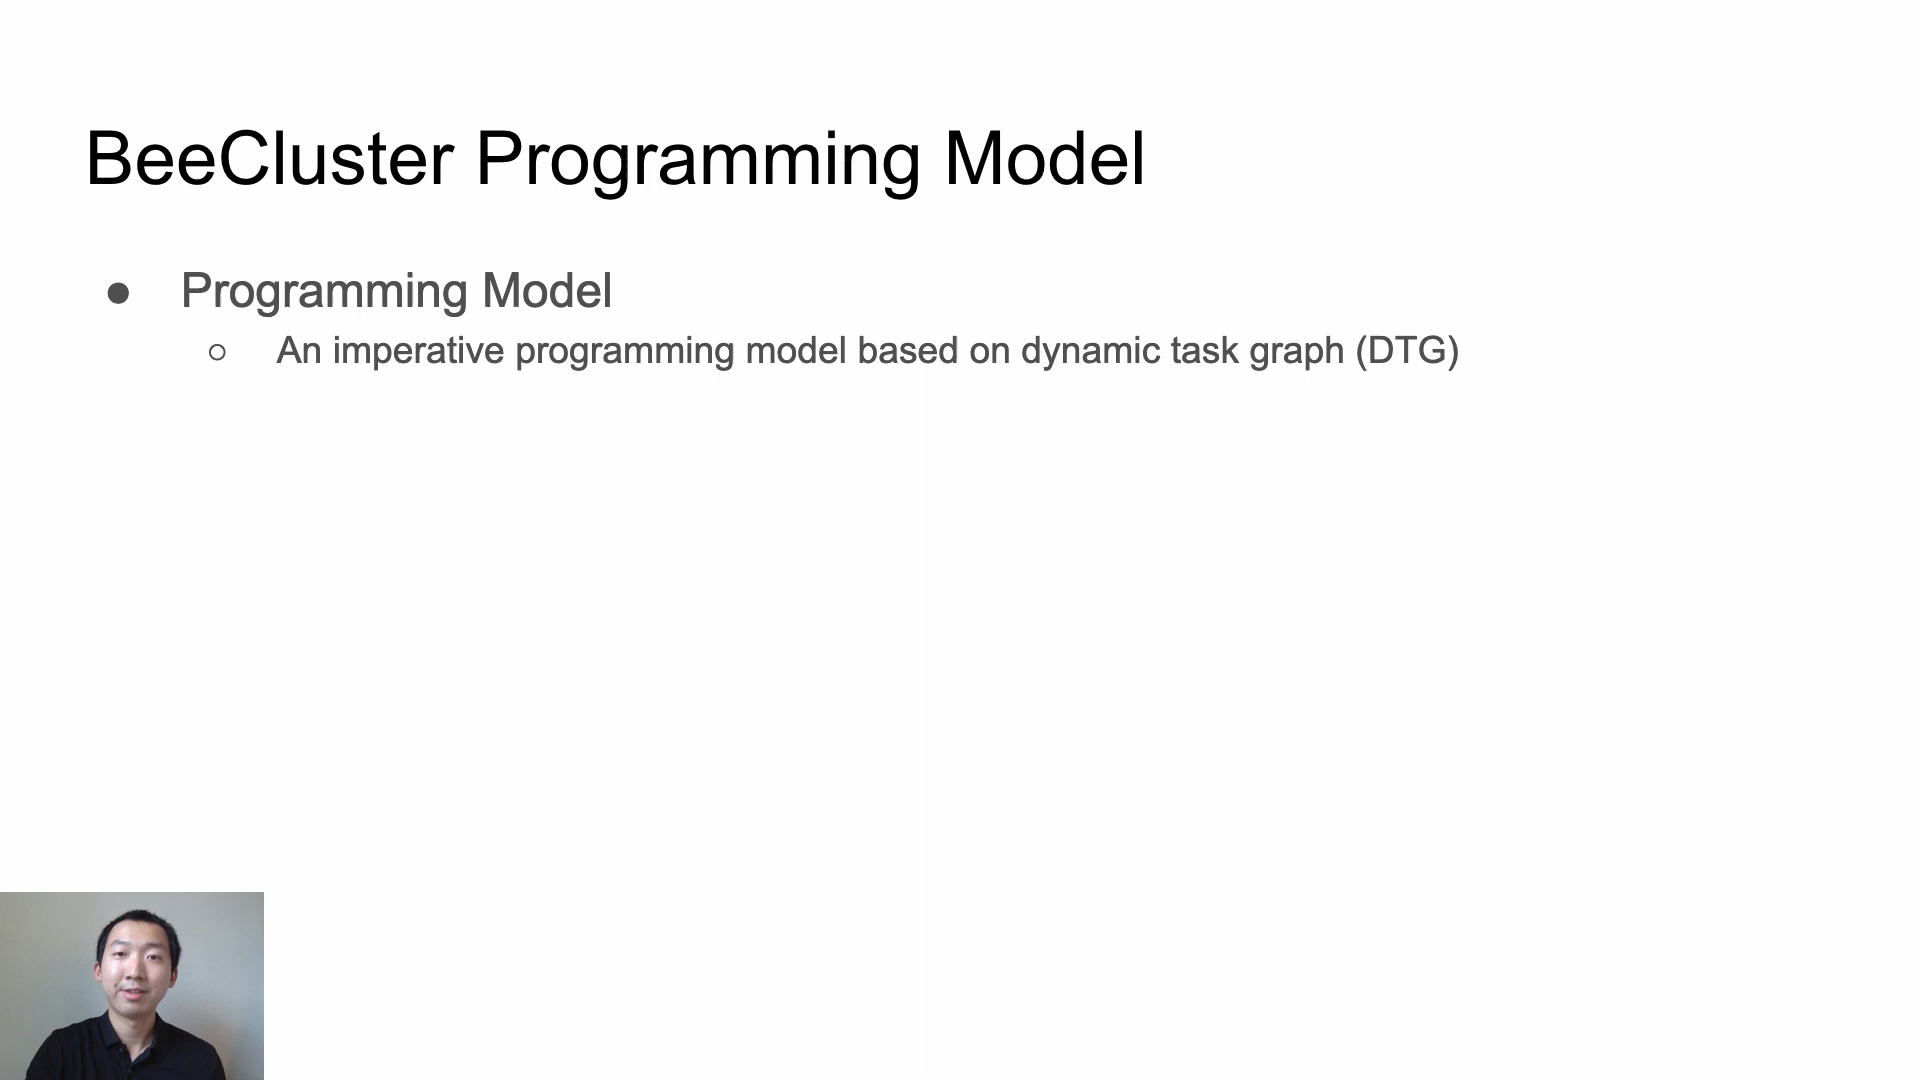 BeeCluster Programming Model
● Programming Model
○ An imperative programming model based on dynamic task graph (DTG)